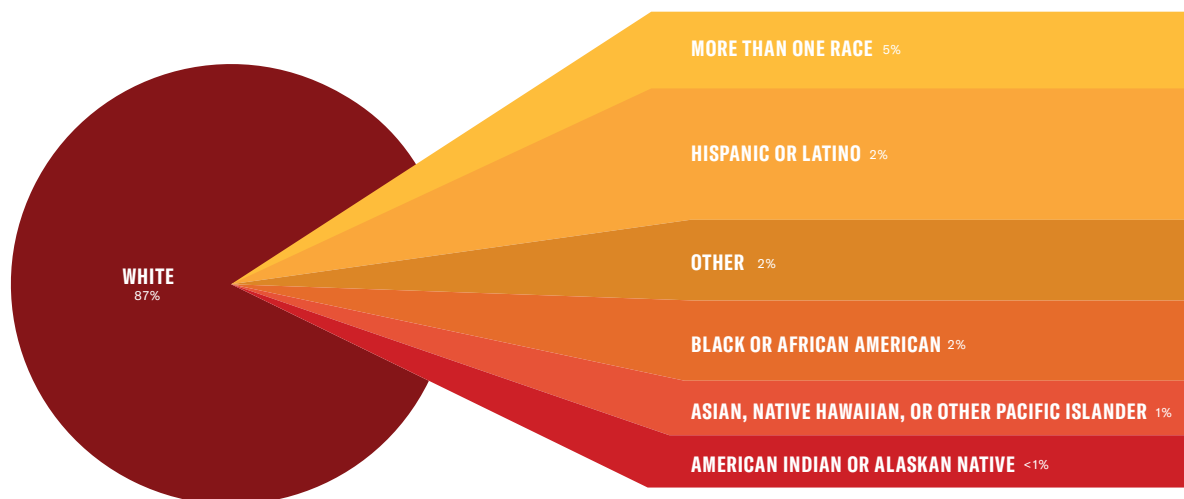 MORE THAN ONE RACE 5%
HISPANIC OR LATINO 2%
OTHER 2%
WHITE
87%
BLACK OR AFRICAN AMERICAN 2%
ASIAN, NATIVE HAWAIIAN, OR OTHER PACIFIC ISLANDER 1%
AMERICAN INDIAN OR ALASKAN NATIVE <1%